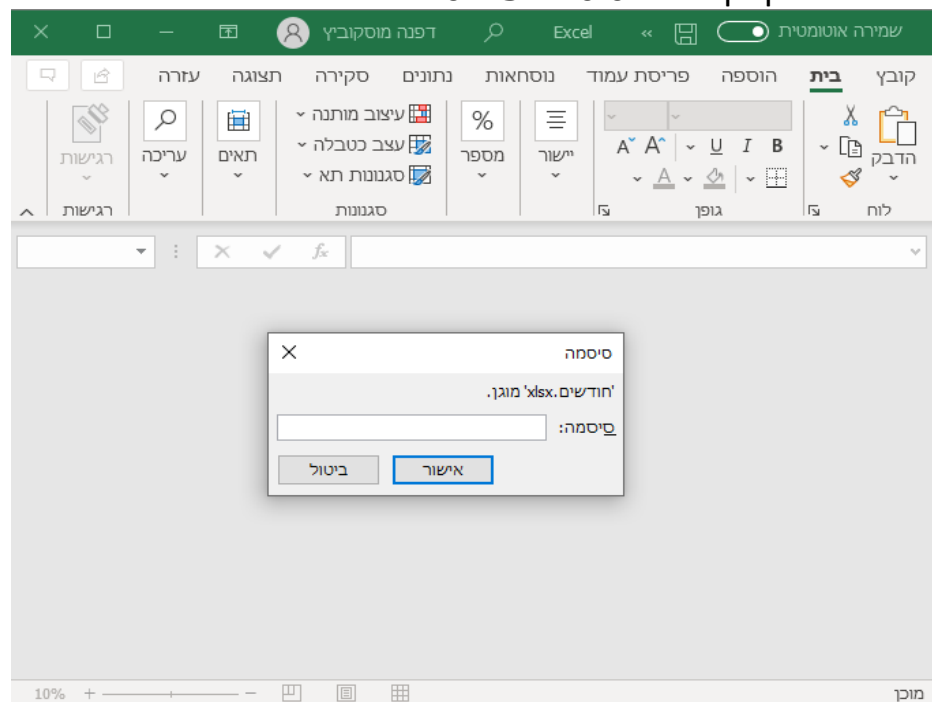 שמירה אוטומטית Excel דפנה מוסקוביץ
קובץ בית הוספה פריסת עמוד נוסחאות נתונים סקירה תצוגה עזרה
הדבק
B I U A^ Aˇ
A
יישור
% מספר
עיצוב מותנה
עצב כטבלה
סגנונות תא
תאים
עריכה
רגישות
לוח גופן סגנונות רגישות
fx
סיסמה
'חודשים.xlsx' מוגן.
סיסמה:
אישור ביטול
מוכן 10%